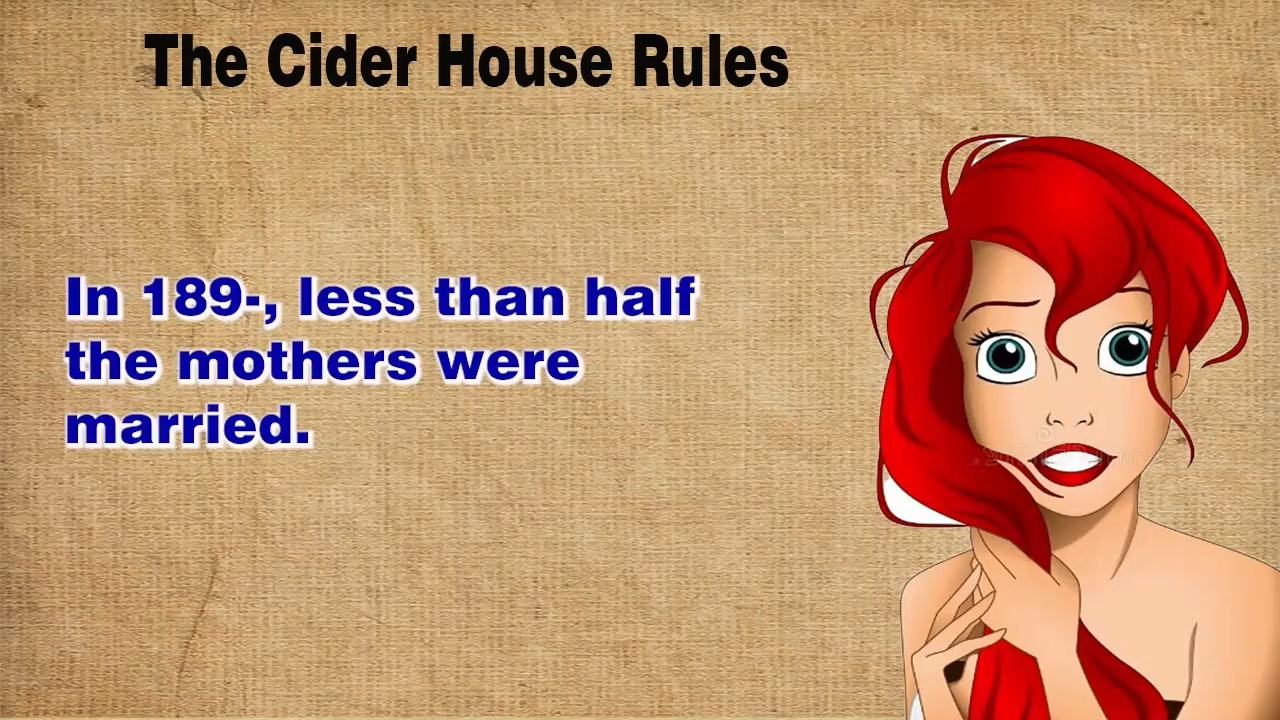 The Cider House Rules
In 189-, less than half
the mothers were
married.